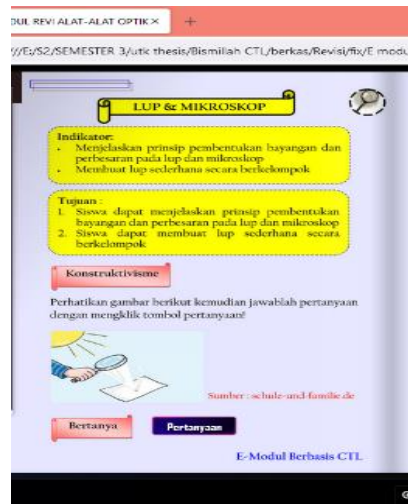 DUL REVI ALAT-ALAT OPTIK
///E:/S2/SEMESTER 3/utk thesis/Bismillah CTL/berkas/Revisi/fix/E modu
LUP & MIKROSKOP
Indikator:
• Menjelaskan prinsip pembentukan bayangan dan
perbesaran pada lup dan mikroskop
• Membuat lup sederhana secara berkelompok
Tujuan :
1. Siswa dapat menjelaskan prinsip pembentukan
bayangan dan perbesaran pada lup dan mikroskop
2. Siswa dapat membuat lup sederhana secara
berkelompok
Konstruktivisme
Perhatikan gambar berikut kemudian jawablah pertanyaan
dengan mengklik tombol pertanyaan!
Sumber : schule-und-familie.de
Bertanya
Pertanyaan
E-Modul Berbasis CTL